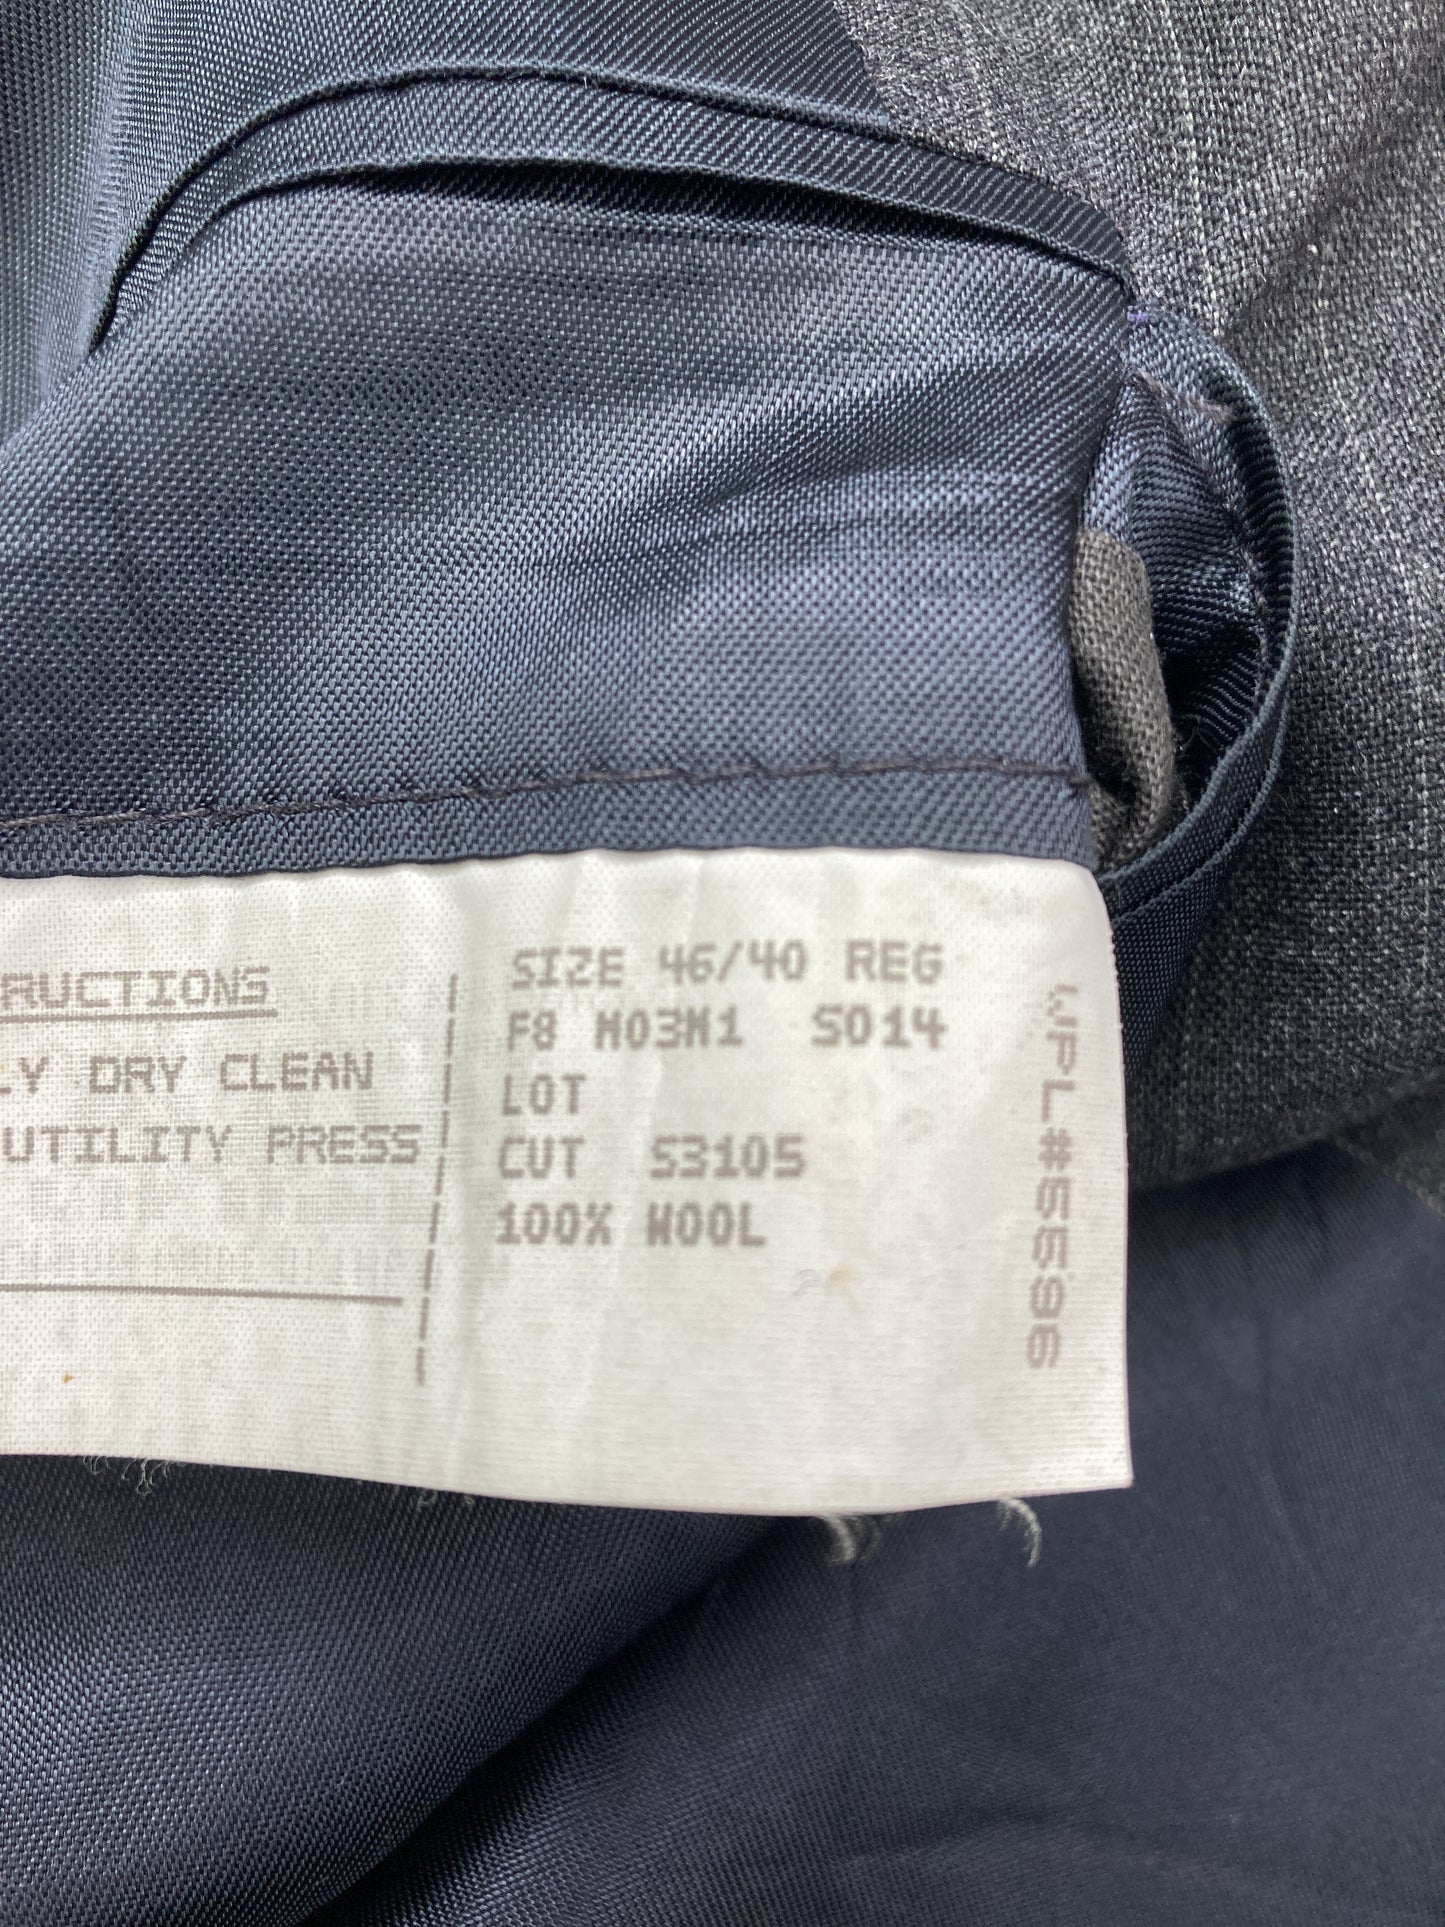 RUCTIONS
LY DRY CLEAN
UTILITY PRESS
SIZE 46/40 REG
F8 M03M1 S014
LOT
CUT 53105
100% WOOL
WPL#5696